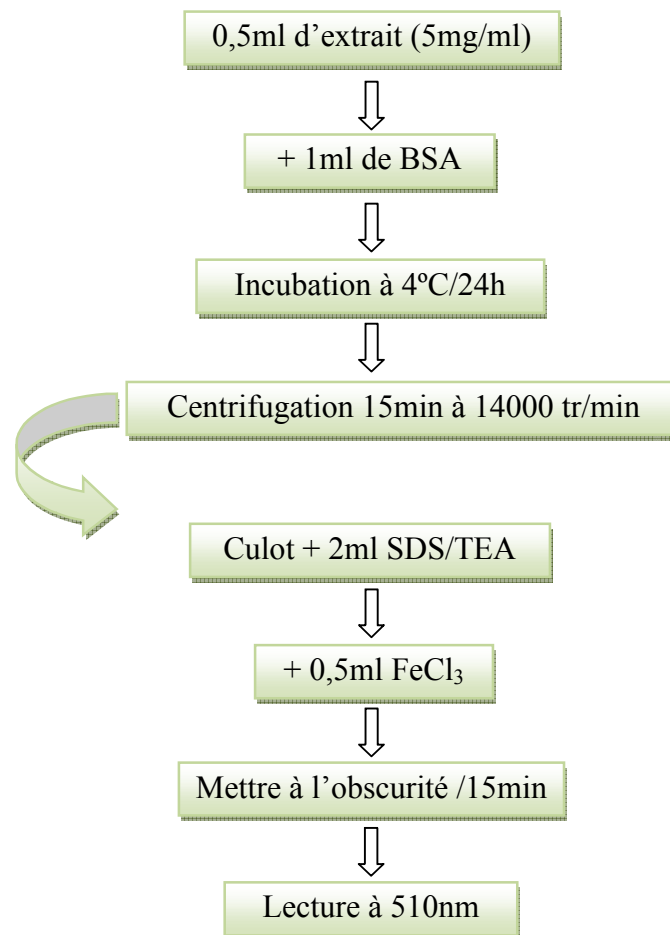 0,5ml d’extrait (5mg/ml)
+ 1ml de BSA
Incubation à 4ºC/24h
Centrifugation 15min à 14000 tr/min
Culot + 2ml SDS/TEA
+ 0,5ml FeCl₃
Mettre à l’obscurité /15min
Lecture à 510nm